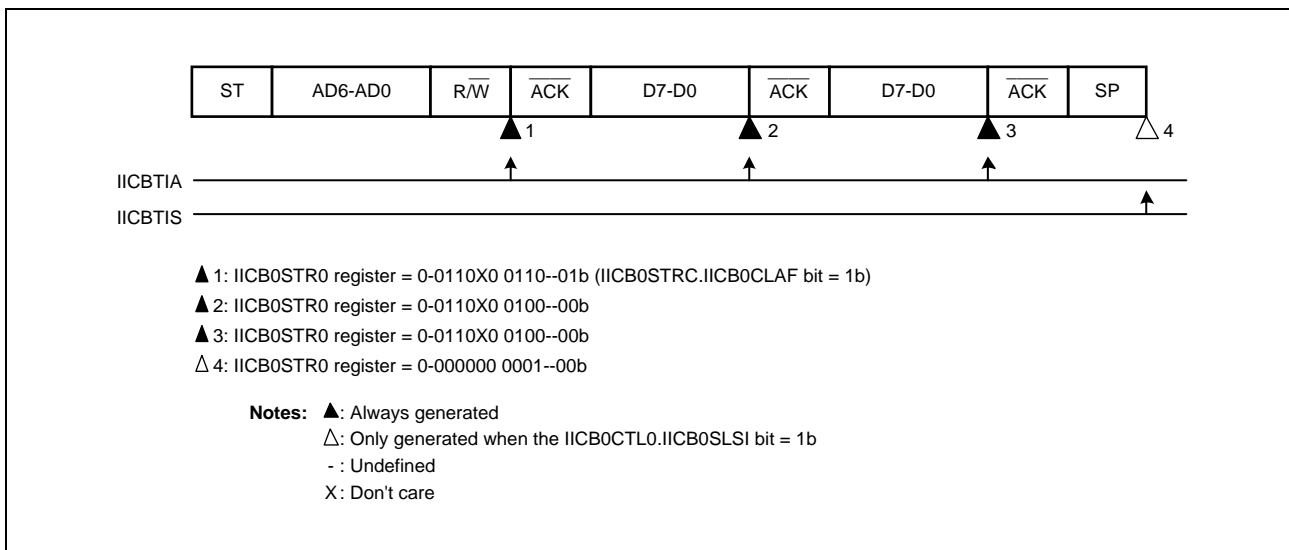 ST AD6-AD0 R/W̅ A̅C̅K̅ D7-D0 A̅C̅K̅ D7-D0 A̅C̅K̅ SP
▲1 ▲2 ▲3 △4
IICBTIA
IICBTIS
▲1: IICB0STR0 register = 0-0110X0 0110--01b (IICB0STRC.IICB0CLAF bit = 1b)
▲2: IICB0STR0 register = 0-0110X0 0100--00b
▲3: IICB0STR0 register = 0-0110X0 0100--00b
△4: IICB0STR0 register = 0-000000 0001--00b
Notes: ▲: Always generated
△: Only generated when the IICB0CTL0.IICB0SLSI bit = 1b
- : Undefined
X: Don't care